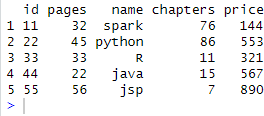 id pages name chapters price
1 11 32 spark 76 144
2 22 45 python 86 553
3 33 33 R 11 321
4 44 22 java 15 567
5 55 56 jsp 7 890
>